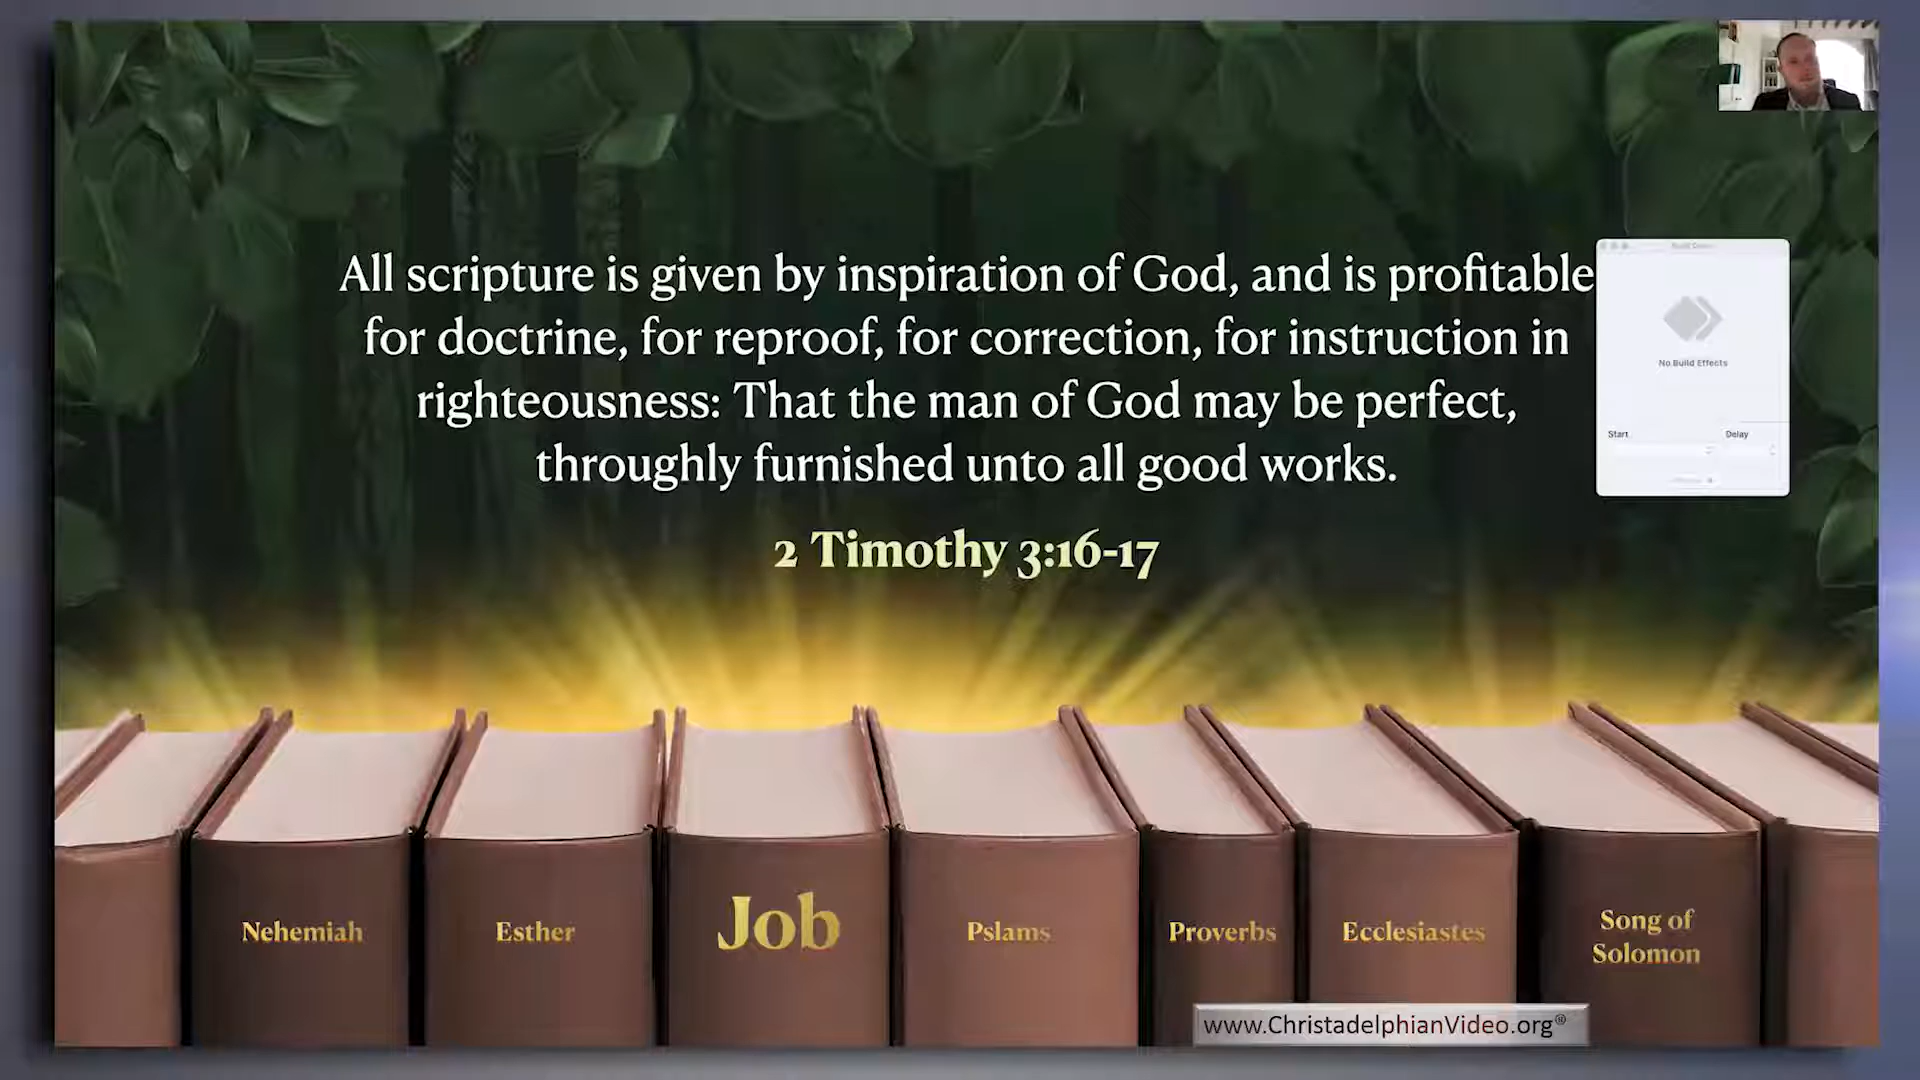 All scripture is given by inspiration of God, and is profitable
for doctrine, for reproof, for correction, for instruction in
righteousness: That the man of God may be perfect,
throughly furnished unto all good works.
2 Timothy 3:16-17
No Build Effects
Start
Delay
Nehemiah
Esther
Job
Pslams
Proverbs
Ecclesiastes
Song of
Solomon
www.ChristadelphianVideo.org®